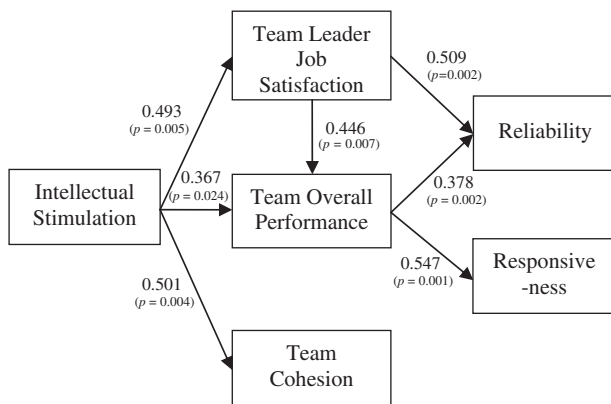 Team Leader
Job
Satisfaction
0.509
(p=0.002)
0.493
(p = 0.005)
0.446
(p = 0.007)
Reliability
0.367
(p = 0.024)
Intellectual
Stimulation
Team Overall
Performance
0.378
(p = 0.002)
0.547
(p = 0.001)
Responsive
-ness
0.501
(p = 0.004)
Team
Cohesion